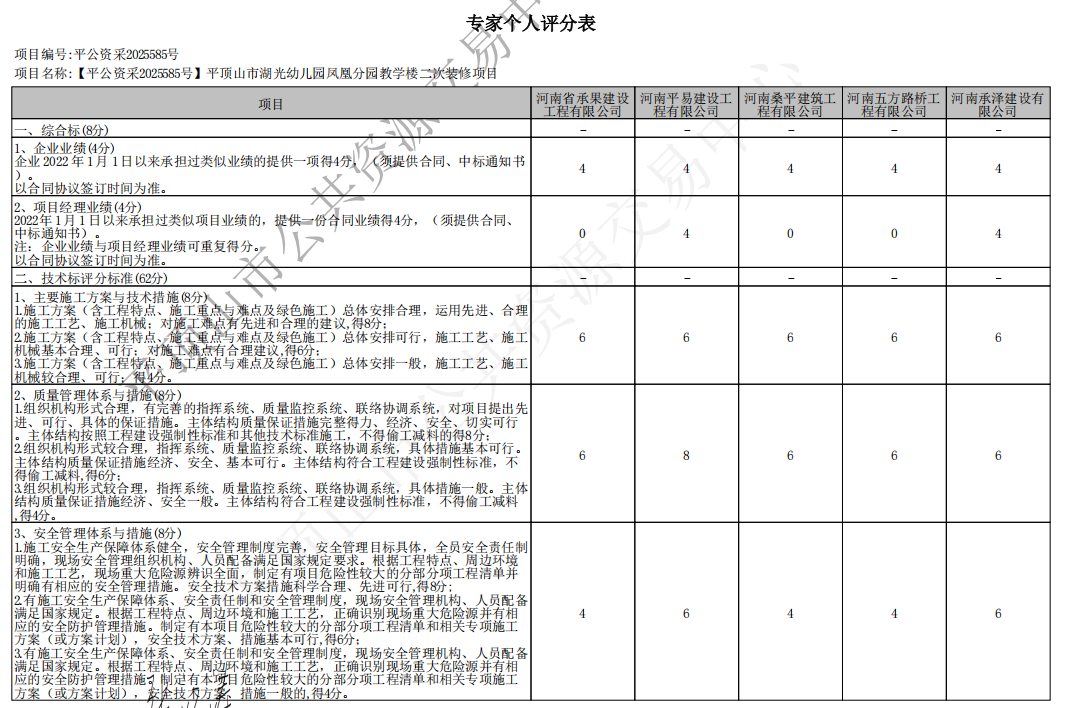 专家个人评分表
项目编号:平公资采2025585号
项目名称:【平公资采2025585号】平顶山市湖光幼儿园凤凰分园教学楼二次装修项目
项目 河南省承果建设工程有限公司 河南平易建设工程有限公司 河南桑平建筑工程有限公司 河南五方路桥工程有限公司 河南承泽建设有限公司
一、综合标(8分) – – – – –
1、企业业绩(4分)
企业 2022 年 1 月 1 日以来承担过类似业绩的提供一项得4分，（须提供合同、中标通知书
）。
以合同协议签订时间为准。
4 4 4 4 4
2、项目经理业绩(4分)
2022年 1 月 1 日以来承担过类似项目业绩的，提供一份合同业绩得4分，（须提供合同、
中标通知书）。
注：企业业绩与项目经理业绩可重复得分。
以合同协议签订时间为准。
0 4 0 0 4
二、技术标评分标准(62分) – – – – –
1、主要施工方案与技术措施(8分)
1.施工方案（含工程特点、施工重点与难点及绿色施工）总体安排合理，运用先进、合理
的施工工艺、施工机械；对施工难点有先进和合理的建议,得8分；
2.施工方案（含工程特点、施工重点与难点及绿色施工）总体安排可行，施工工艺、施工
机械基本合理、可行；对施工难点有合理建议,得6分；
3.施工方案（含工程特点、施工重点与难点及绿色施工）总体安排一般，施工工艺、施工
机械较合理、可行；得4分。
6 6 6 6 6
2、质量管理体系与措施(8分)
1.组织机构形式合理，有完善的指挥系统、质量监控系统、联络协调系统，对项目提出先
进、可行、具体的保证措施。主体结构质量保证措施完整得力、经济、安全、切实可行
。主体结构按照工程建设强制性标准和其他技术标准施工，不得偷工减料的得8分；
2.组织机构形式较合理，指挥系统、质量监控系统、联络协调系统，具体措施基本可行。
主体结构质量保证措施经济、安全、基本可行。主体结构符合工程建设强制性标准，不
得偷工减料,得6分；
3.组织机构形式较合理，指挥系统、质量监控系统、联络协调系统，具体措施一般。主体
结构质量保证措施经济、安全一般。主体结构符合工程建设强制性标准，不得偷工减料
,得4分。
6 8 6 6 6
3、安全管理体系与措施(8分)
1.施工安全生产保障体系健全，安全管理制度完善，安全管理目标具体，全员安全责任制
明确，现场安全管理组织机构、人员配备满足国家规定要求。根据工程特点、周边环境
和施工工艺，现场重大危险源辨识全面，制定有项目危险性较大的分部分项工程清单并
明确有相应的安全管理措施。安全技术方案措施科学合理、先进可行,得8分；
2.有施工安全生产保障体系、安全责任制和安全管理制度，现场安全管理机构、人员配备
满足国家规定。根据工程特点、周边环境和施工工艺，正确识别现场重大危险源并有相
应的安全防护管理措施。制定有本项目危险性较大的分部分项工程清单和相关专项施工
方案（或方案计划），安全技术方案、措施基本可行,得6分；
3.有施工安全生产保障体系、安全责任制和安全管理制度，现场安全管理机构、人员配备
满足国家规定。根据工程特点、周边环境和施工工艺，正确识别现场重大危险源并有相
应的安全防护管理措施。制定有本项目危险性较大的分部分项工程清单和相关专项施工
方案（或方案计划），安全技术方案、措施一般的,得4分。
4 6 4 4 6
平顶山市公共资源交易中
公共资源交易中心